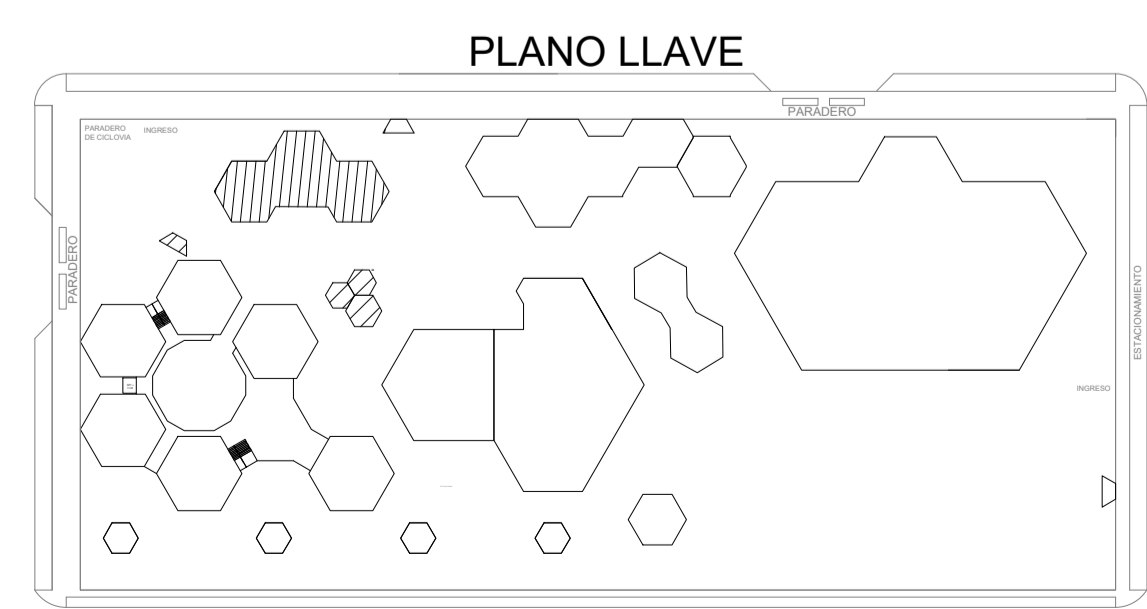 PLANO LLAVE
PARADERO
PARADERO
DE CICLOVIA
INGRESO
PARADERO
ESTACIONAMIENTO
INGRESO